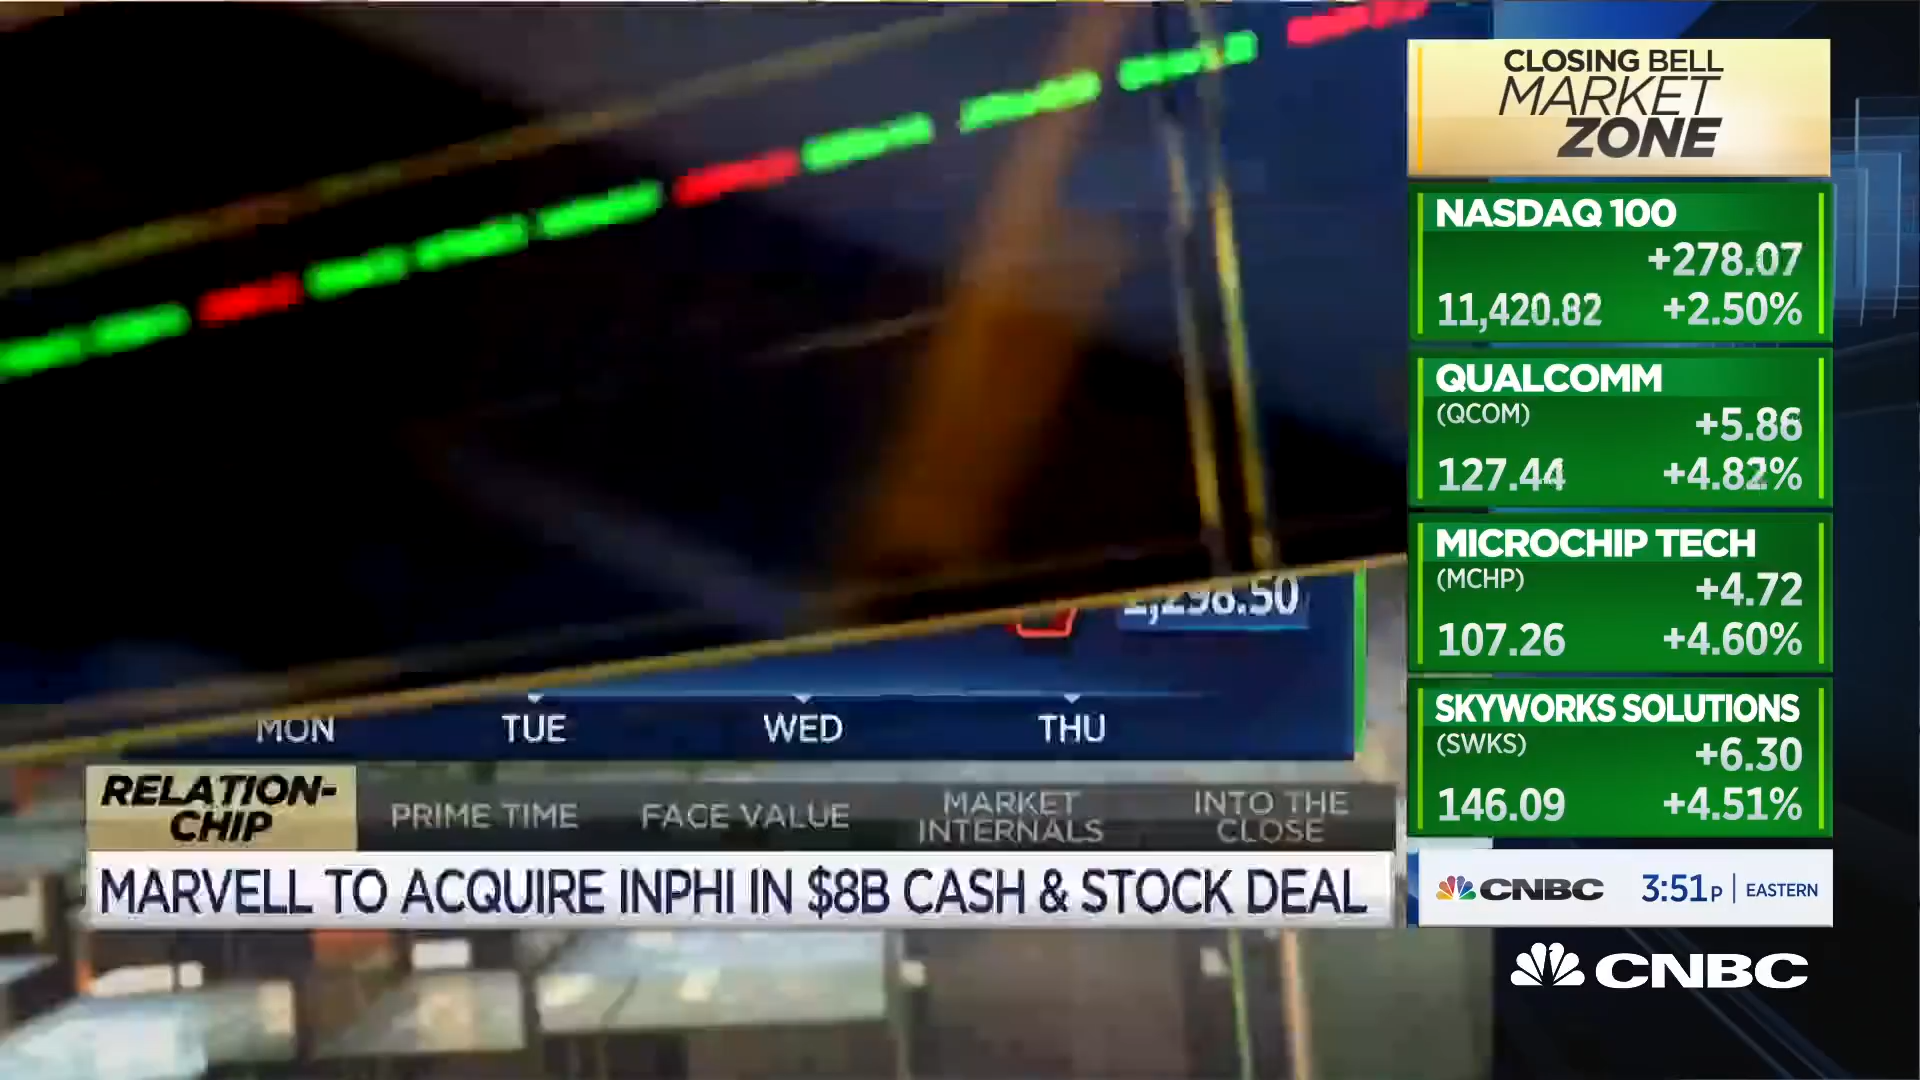 CLOSING BELL
MARKET
ZONE
NASDAQ 100
+278.07
11,420.82 +2.50%
QUALCOMM
(QCOM) +5.86
127.44 +4.82%
MICROCHIP TECH
(MCHP) +4.72
107.26 +4.60%
SKYWORKS SOLUTIONS
(SWKS) +6.30
146.09 +4.51%
MON TUE WED THU
RELATION-
CHIP
PRIME TIME
FACE VALUE
MARKET
INTERNALS
INTO THE
CLOSE
MARVELL TO ACQUIRE INPHI IN $8B CASH & STOCK DEAL
CNBC 3:51P | EASTERN
CNBC